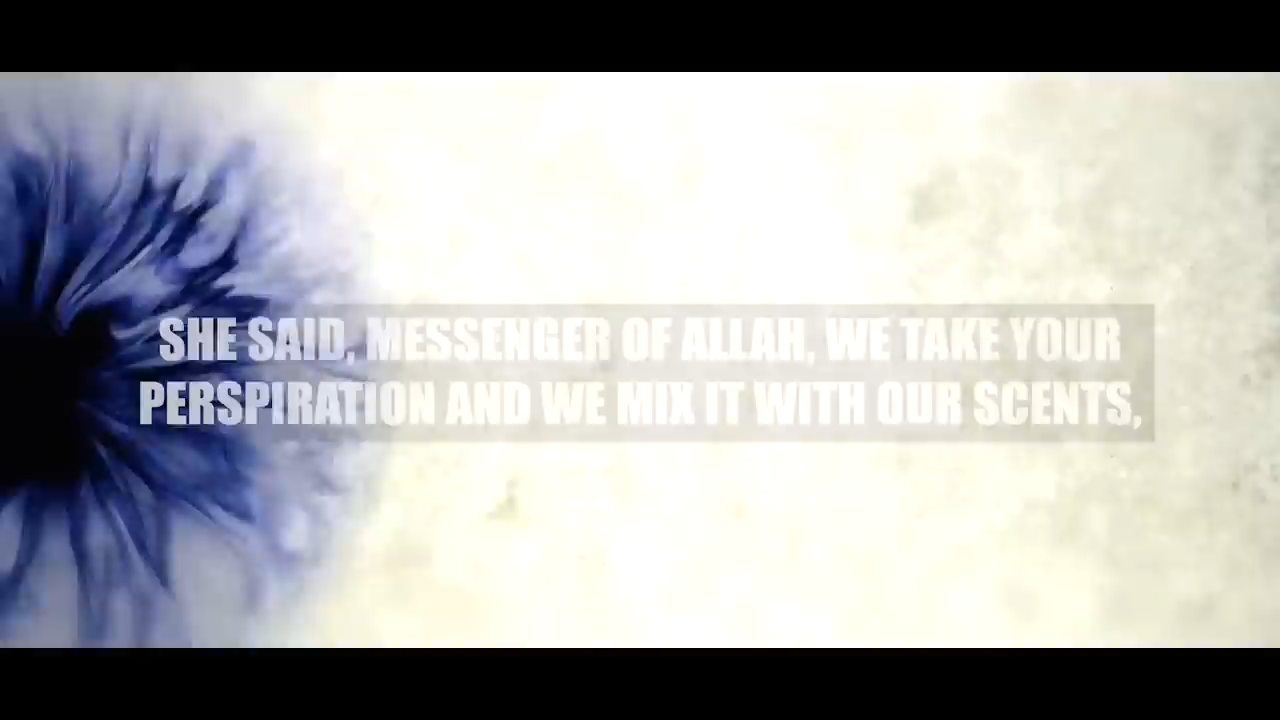 SHE SAID, MESSENGER OF ALLAH, WE TAKE YOUR
PERSPIRATION AND WE MIX IT WITH OUR SCENTS,